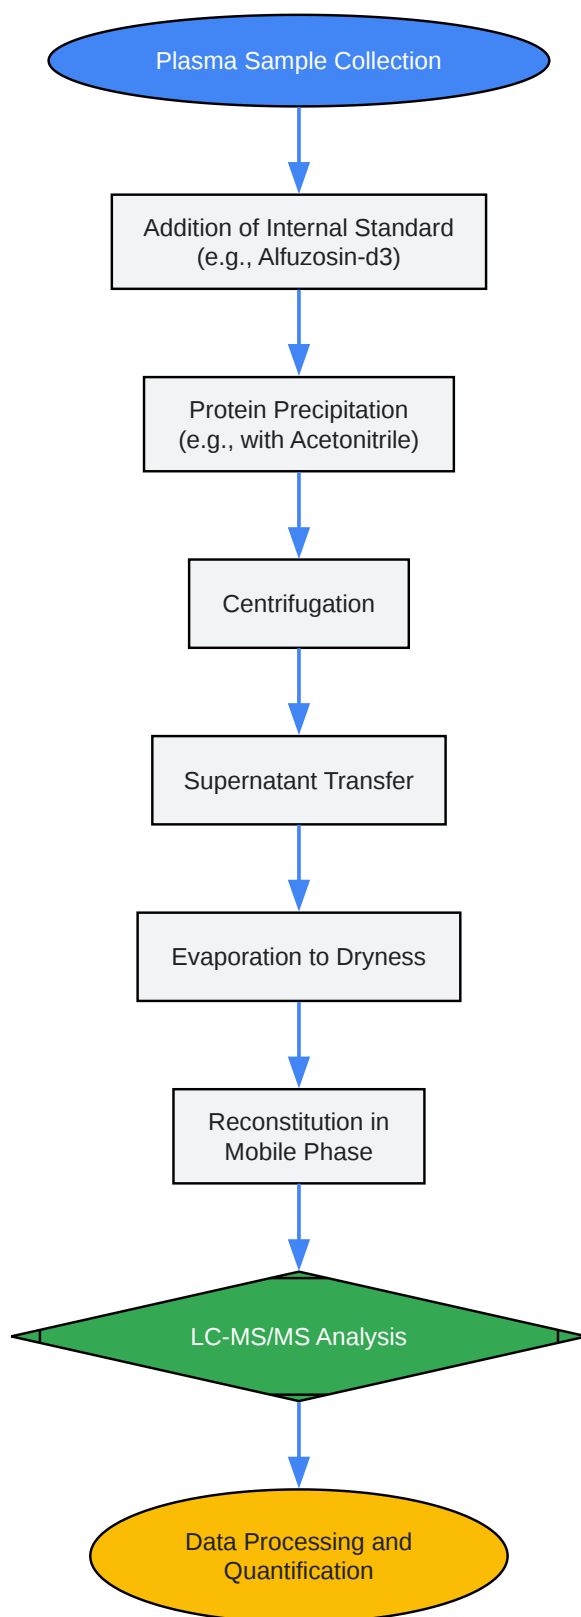 Plasma Sample Collection
Addition of Internal Standard
(e.g., Alfuzosin-d3)
Protein Precipitation
(e.g., with Acetonitrile)
Centrifugation
Supernatant Transfer
Evaporation to Dryness
Reconstitution in
Mobile Phase
LC-MS/MS Analysis
Data Processing and
Quantification